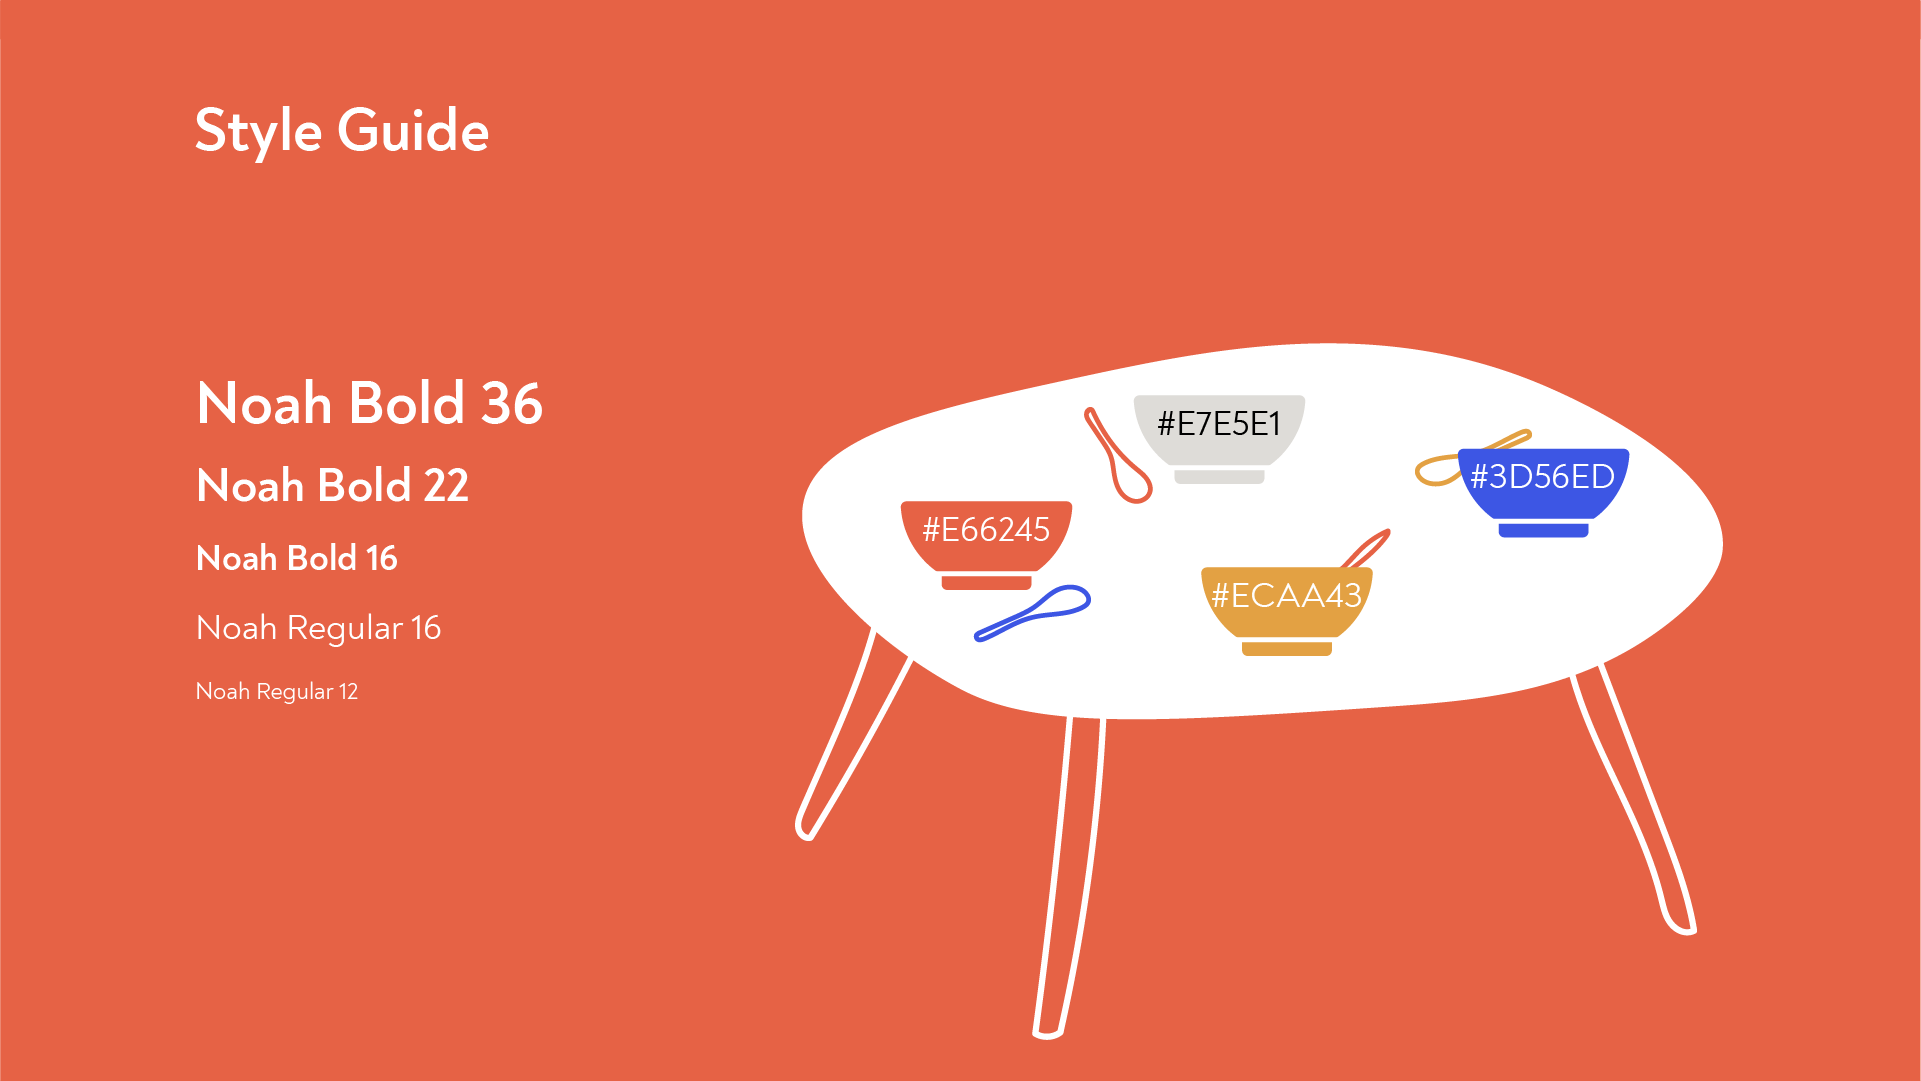 Style Guide
Noah Bold 36
Noah Bold 22
Noah Bold 16
Noah Regular 16
Noah Regular 12
#E7E5E1
#3D56ED
#E66245
#ECAA43